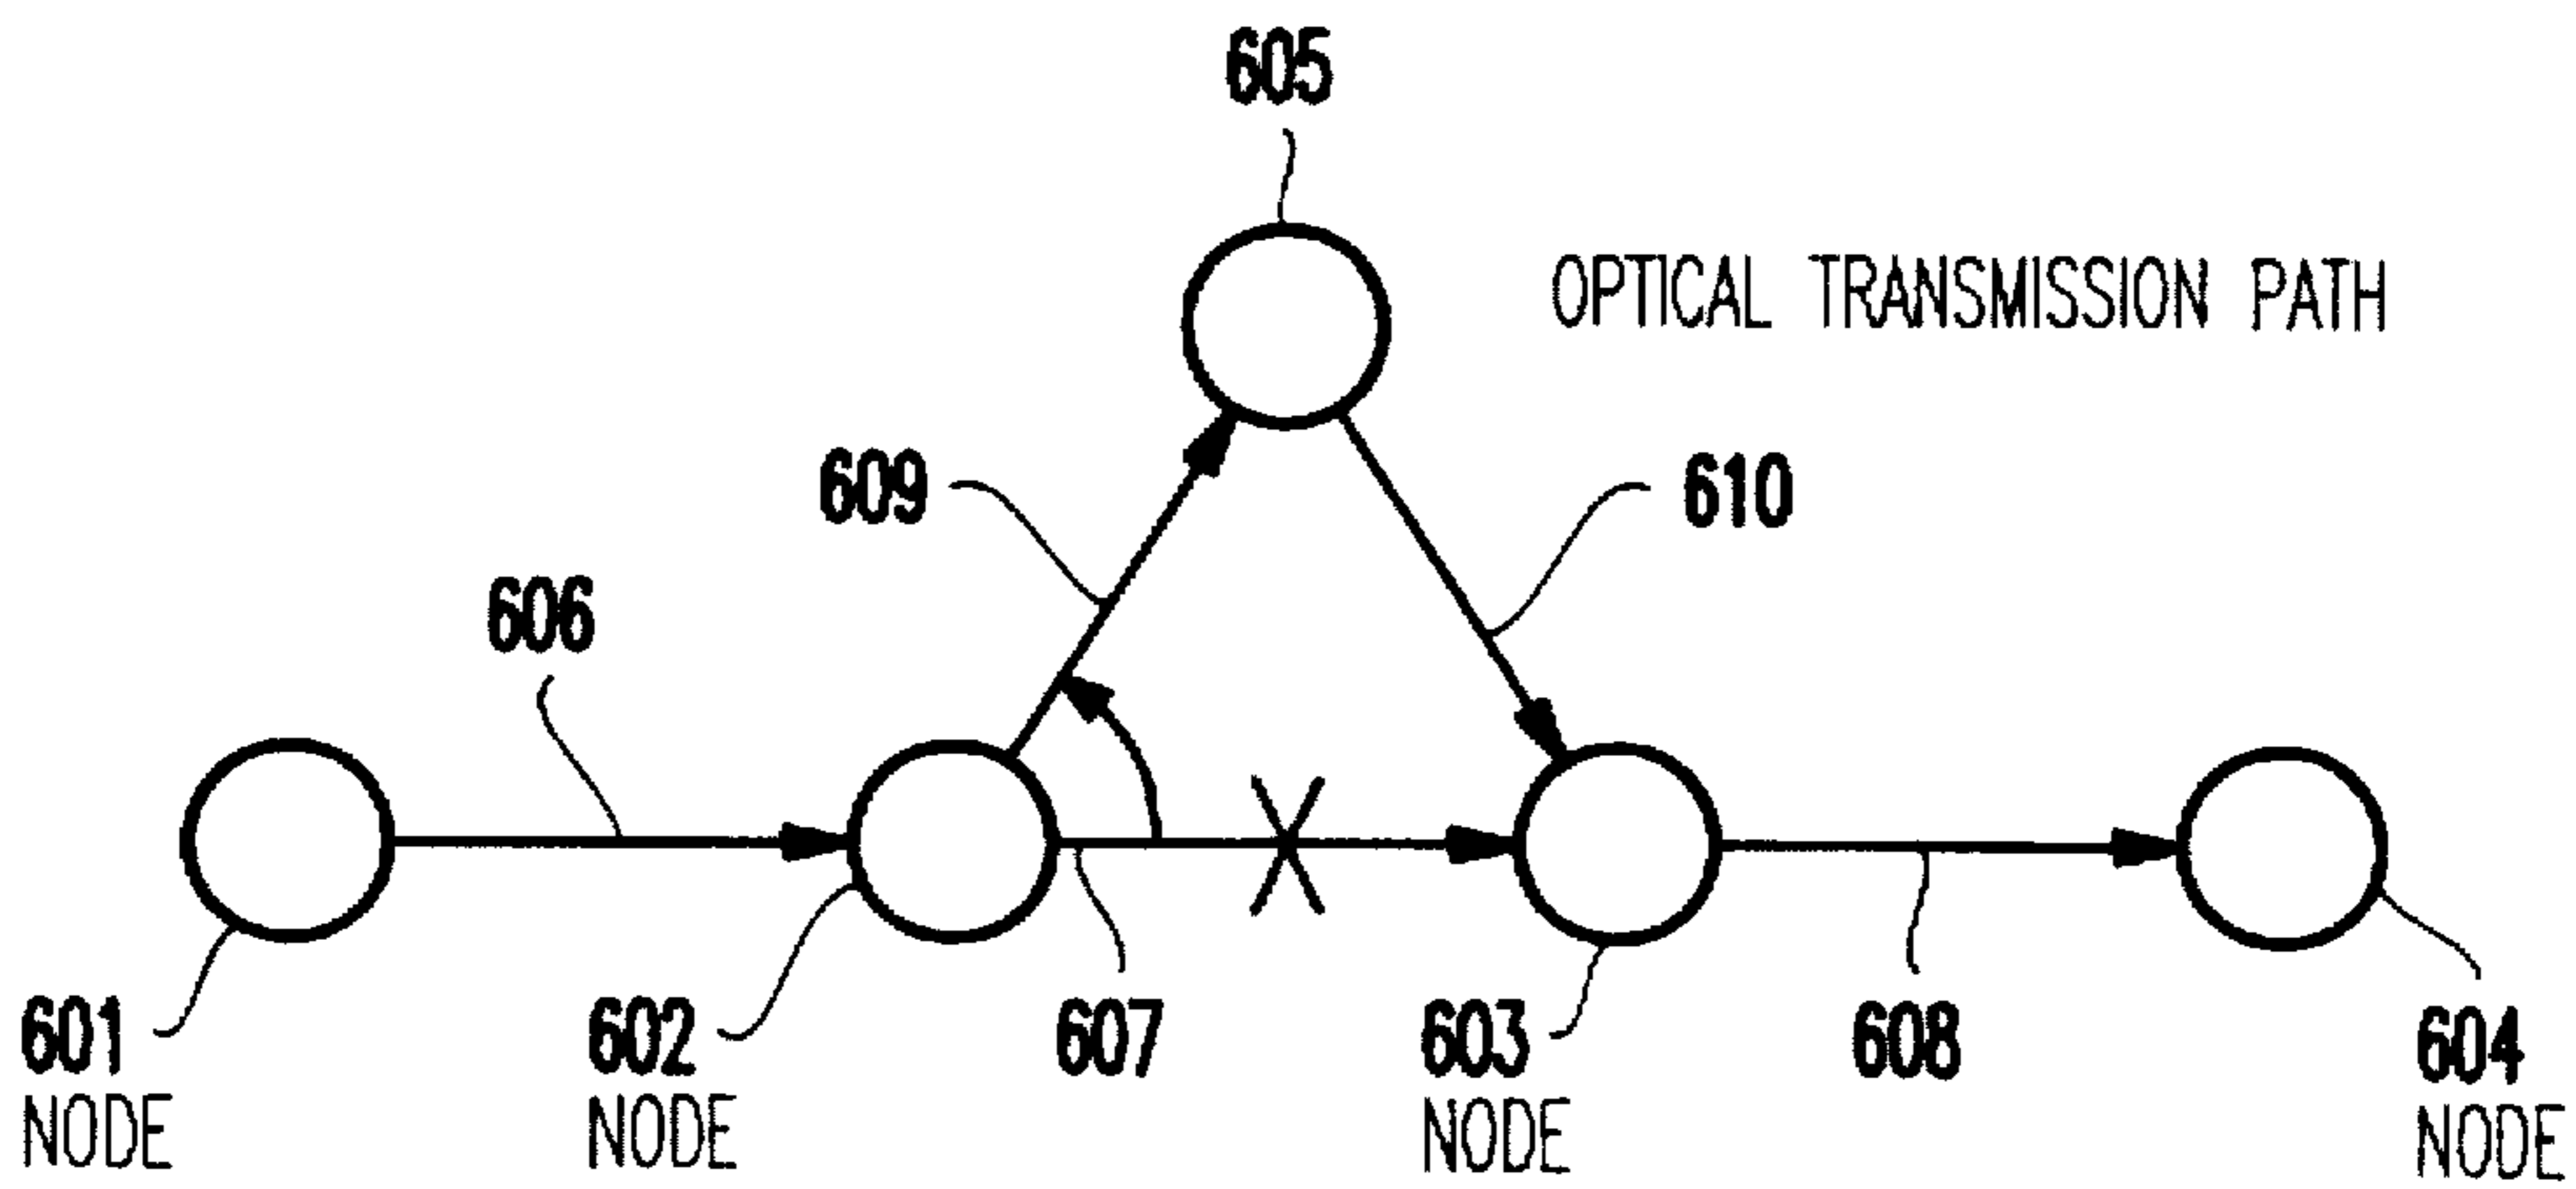 605
OPTICAL TRANSMISSION PATH
609
610
606
601
NODE
602
NODE
607
603
NODE
608
604
NODE